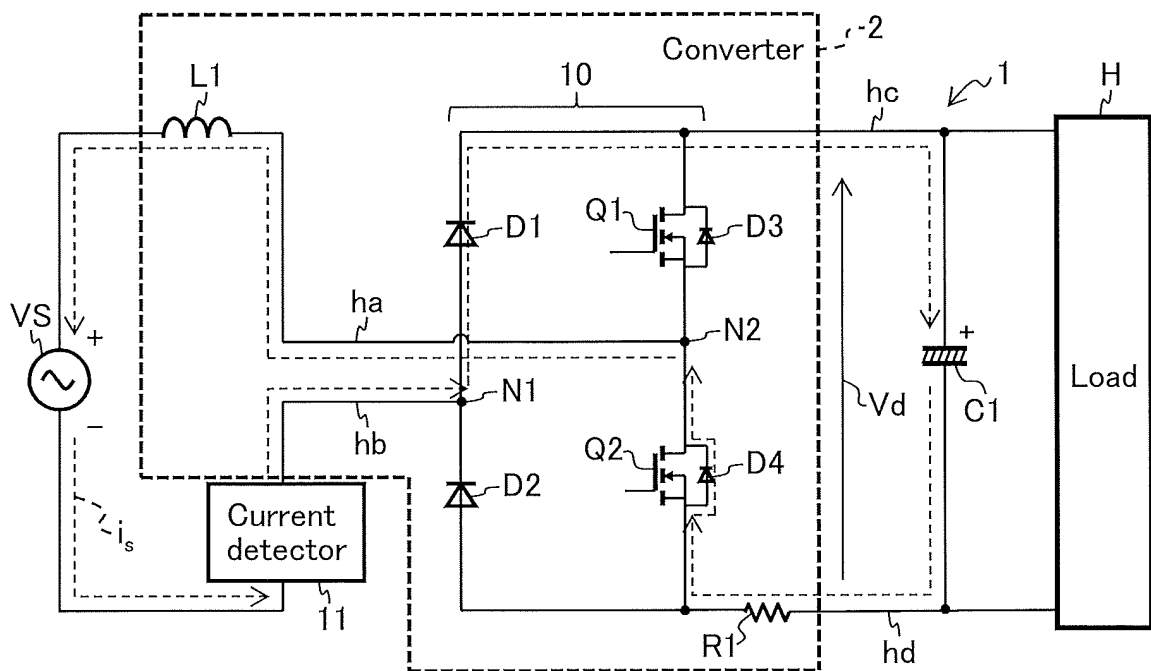 Converter
2
1
L1
10
hc
H
Q1
D1
D3
ha
VS
+
N2
+
N1
Vd
C1
Load
−
hb
Q2
D2
D4
Current
detector
is
11
R1
hd